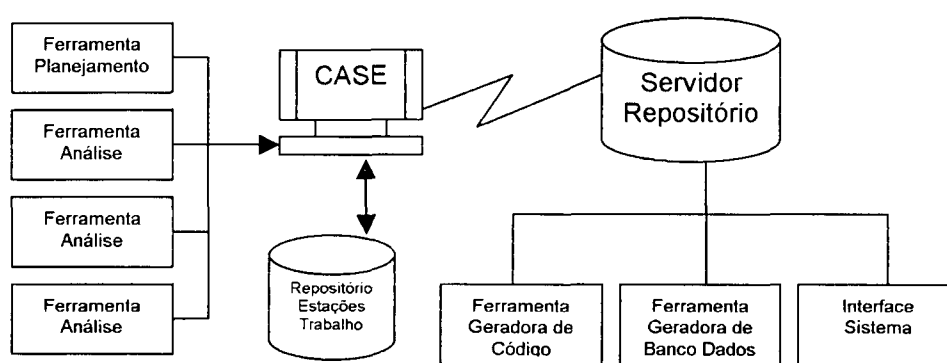 Ferramenta
Planejamento
Ferramenta
Análise
Ferramenta
Análise
Ferramenta
Análise
CASE
Repositório
Estações
Trabalho
Servidor
Repositório
Ferramenta
Geradora de
Código
Ferramenta
Geradora de
Banco Dados
Interface
Sistema